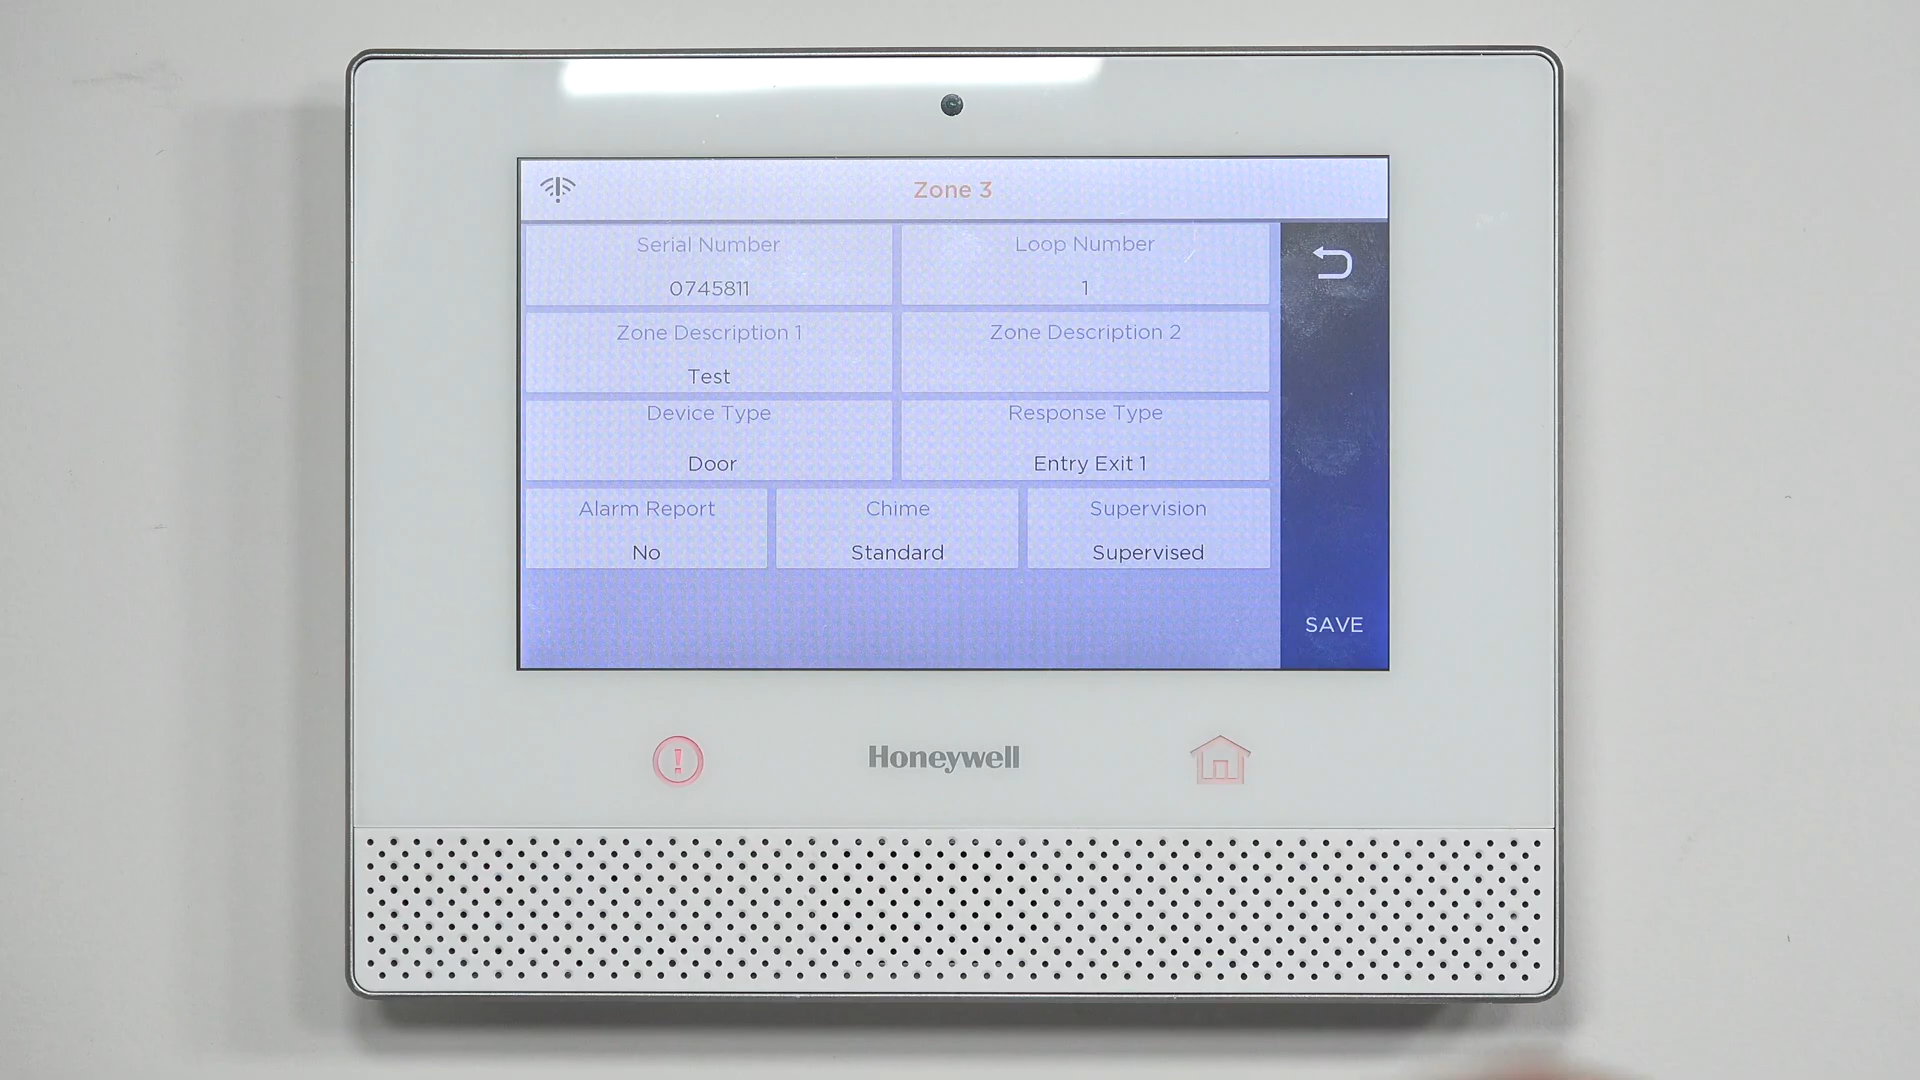 Zone 3
Serial Number
0745811
Loop Number
1
Zone Description 1
Test
Zone Description 2
Device Type
Door
Response Type
Entry Exit 1
Alarm Report
No
Chime
Standard
Supervision
Supervised
SAVE
Honeywell